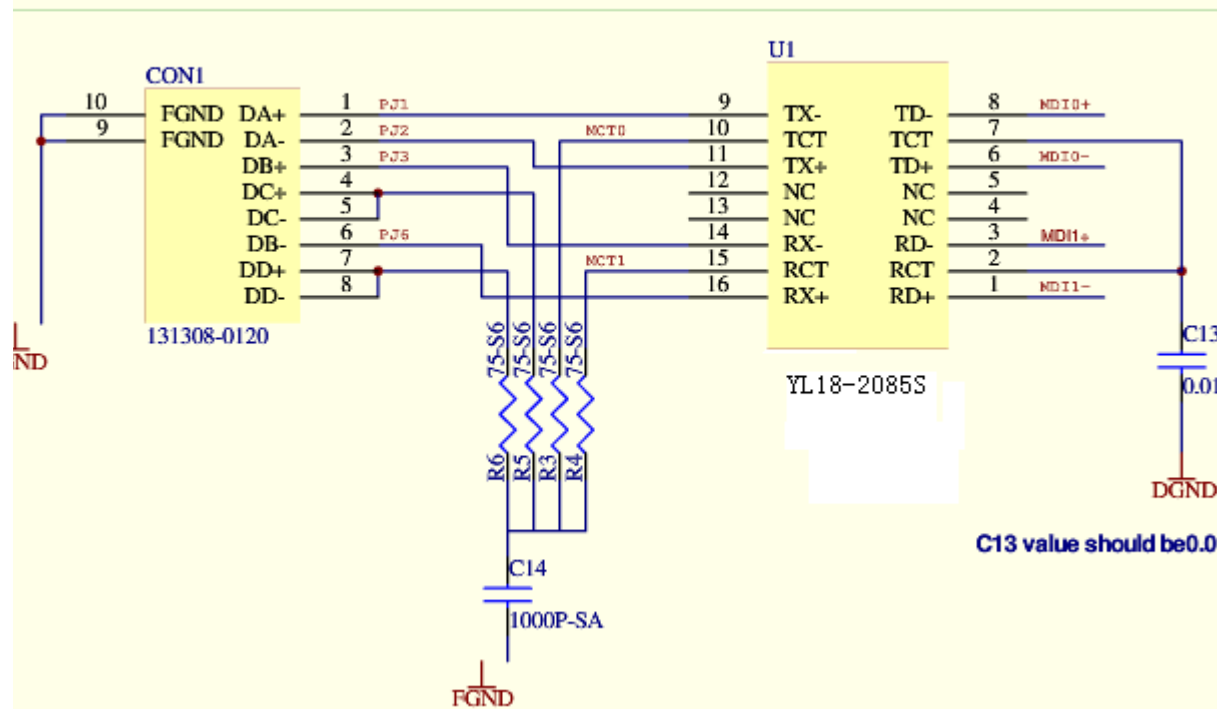 U1
CON1
10 FGND DA+ 1 PJ1 9 TX- TD- 8 MDI0+
9 FGND DA- 2 PJ2 MCT0 10 TCT TCT 7
DB+ 3 PJ3 11 TX+ TD+ 6 MDI0-
DC+ 4 12 NC NC 5
DC- 5 13 NC NC 4
DB- 6 PJ6 14 RX- RD- 3 MDI1+
DD+ 7 MCT1 15 RCT RCT 2
DD- 8 16 RX+ RD+ 1 MDI1-
131308-0120
C13
ND
75-S6 75-S6 75-S6 75-S6
YL18-2085S
0.01
R6 R5 R3 R4
DGND
C13 value should be0.0
C14
1000P-SA
FGND